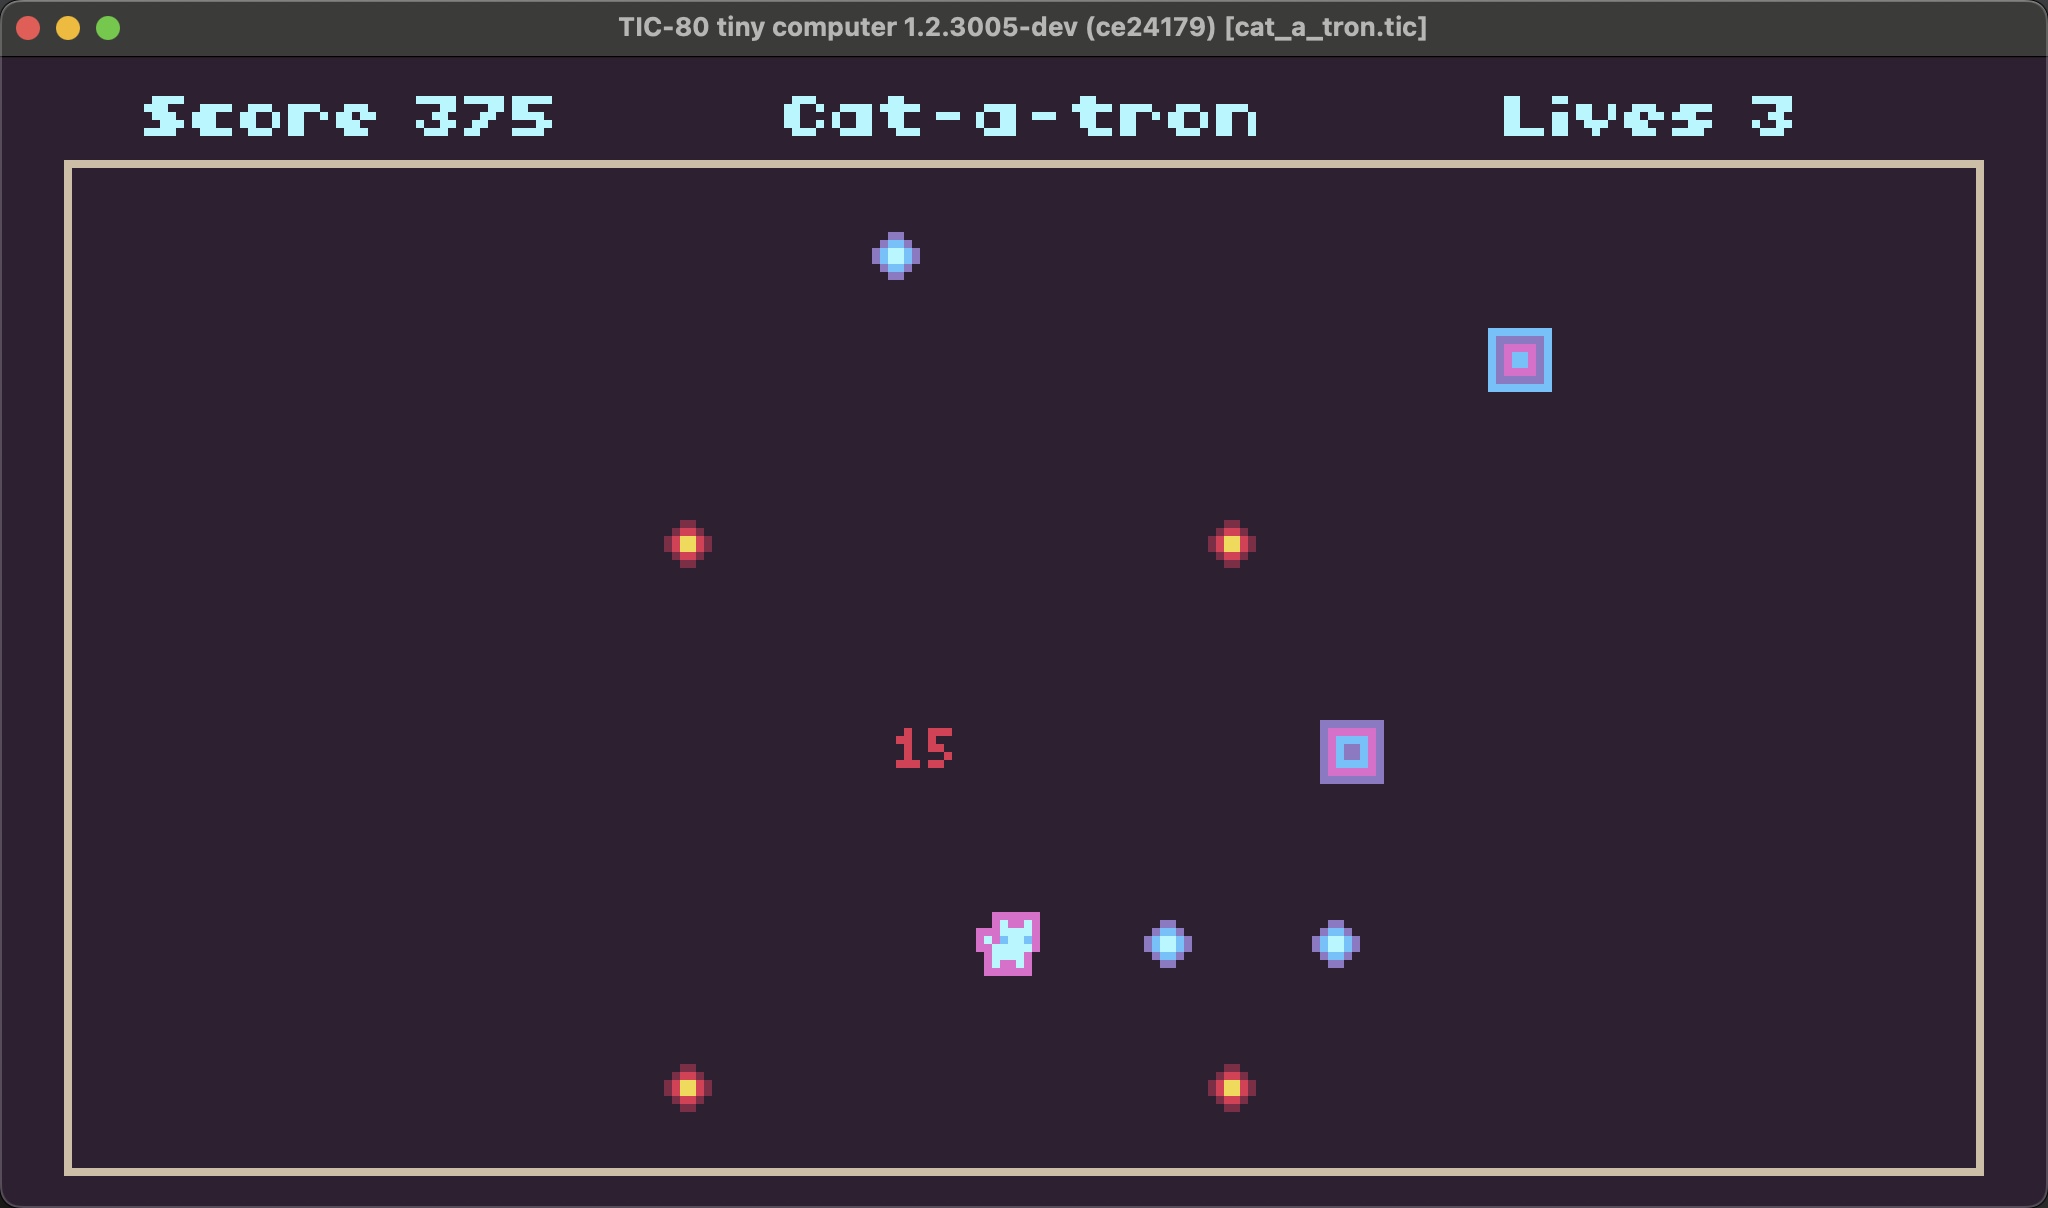 TIC-80 tiny computer 1.2.3005-dev (ce24179) [cat_a_tron.tic]
Score 375 Cat-a-tron Lives 3
15